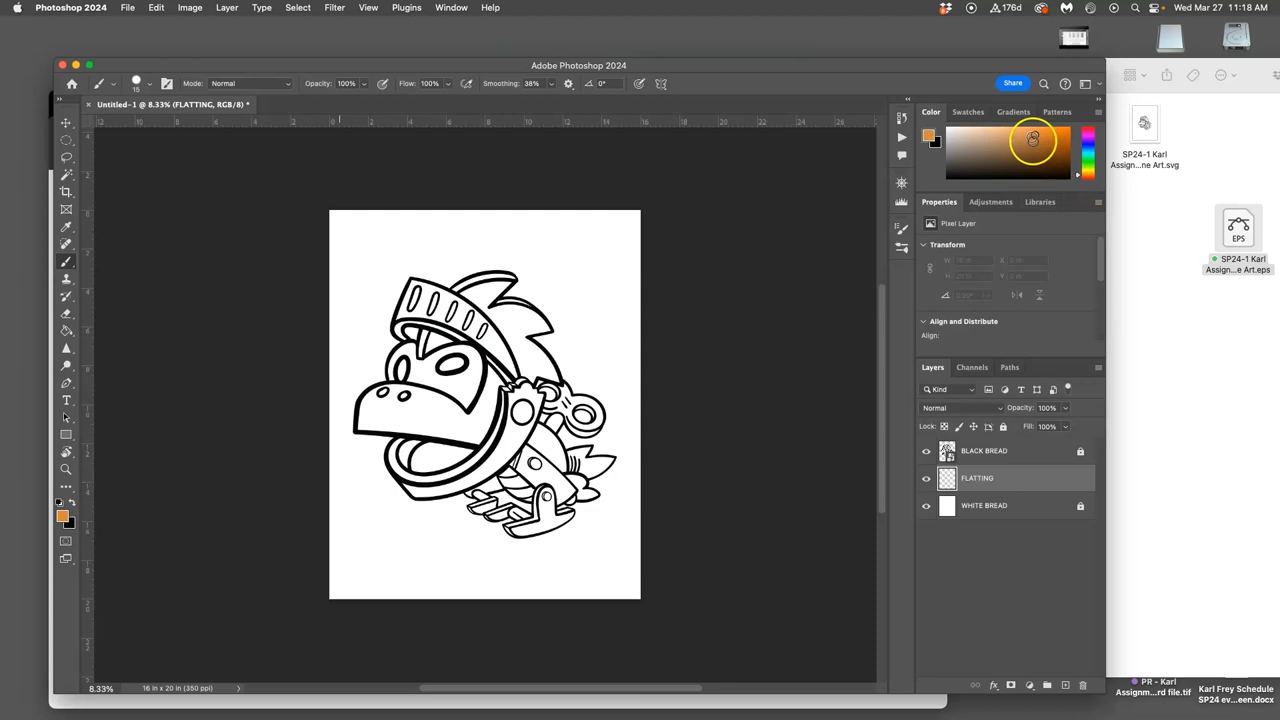 Photoshop 2024 File Edit Image Layer Type Select Filter View Plugins Window Help 176d Wed Mar 27 11:18 AM
Adobe Photoshop 2024
15 Mode: Normal Opacity: 100% Flow: 100% Smoothing: 38% 0° Share
Untitled-1 @ 8.33% (FLATTING, RGB/8) *
Color Swatches Gradients Patterns
SP24-1 Karl
Assign...ne Art.svg
Properties Adjustments Libraries
Pixel Layer
Transform
EPS
SP24-1 Karl
Assign...e Art.eps
Align and Distribute
Align:
Layers Channels Paths
Kind
Normal Opacity: 100%
Lock: Fill: 100%
BLACK BREAD
FLATTING
WHITE BREAD
8.33% 16 in x 20 in (350 ppi)
PR - Karl
Assignm...rd file.tif
Karl Frey Schedule
SP24 ev...een.docx